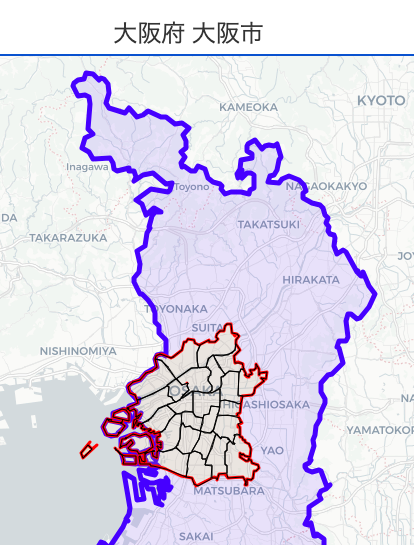 大阪府 大阪市
KAMEOKA
KYOTO
Inagawa
Toyono
NAGAOKAKYO
DA
TAKARAZUKA
TAKATSUKI
JO
HIRAKATA
TOYONAKA
SUITA
NISHINOMIYA
OSAKA
HIGASHIOSAKA
NA
YAMATOKOR
YAO
MATSUBARA
SAKAI